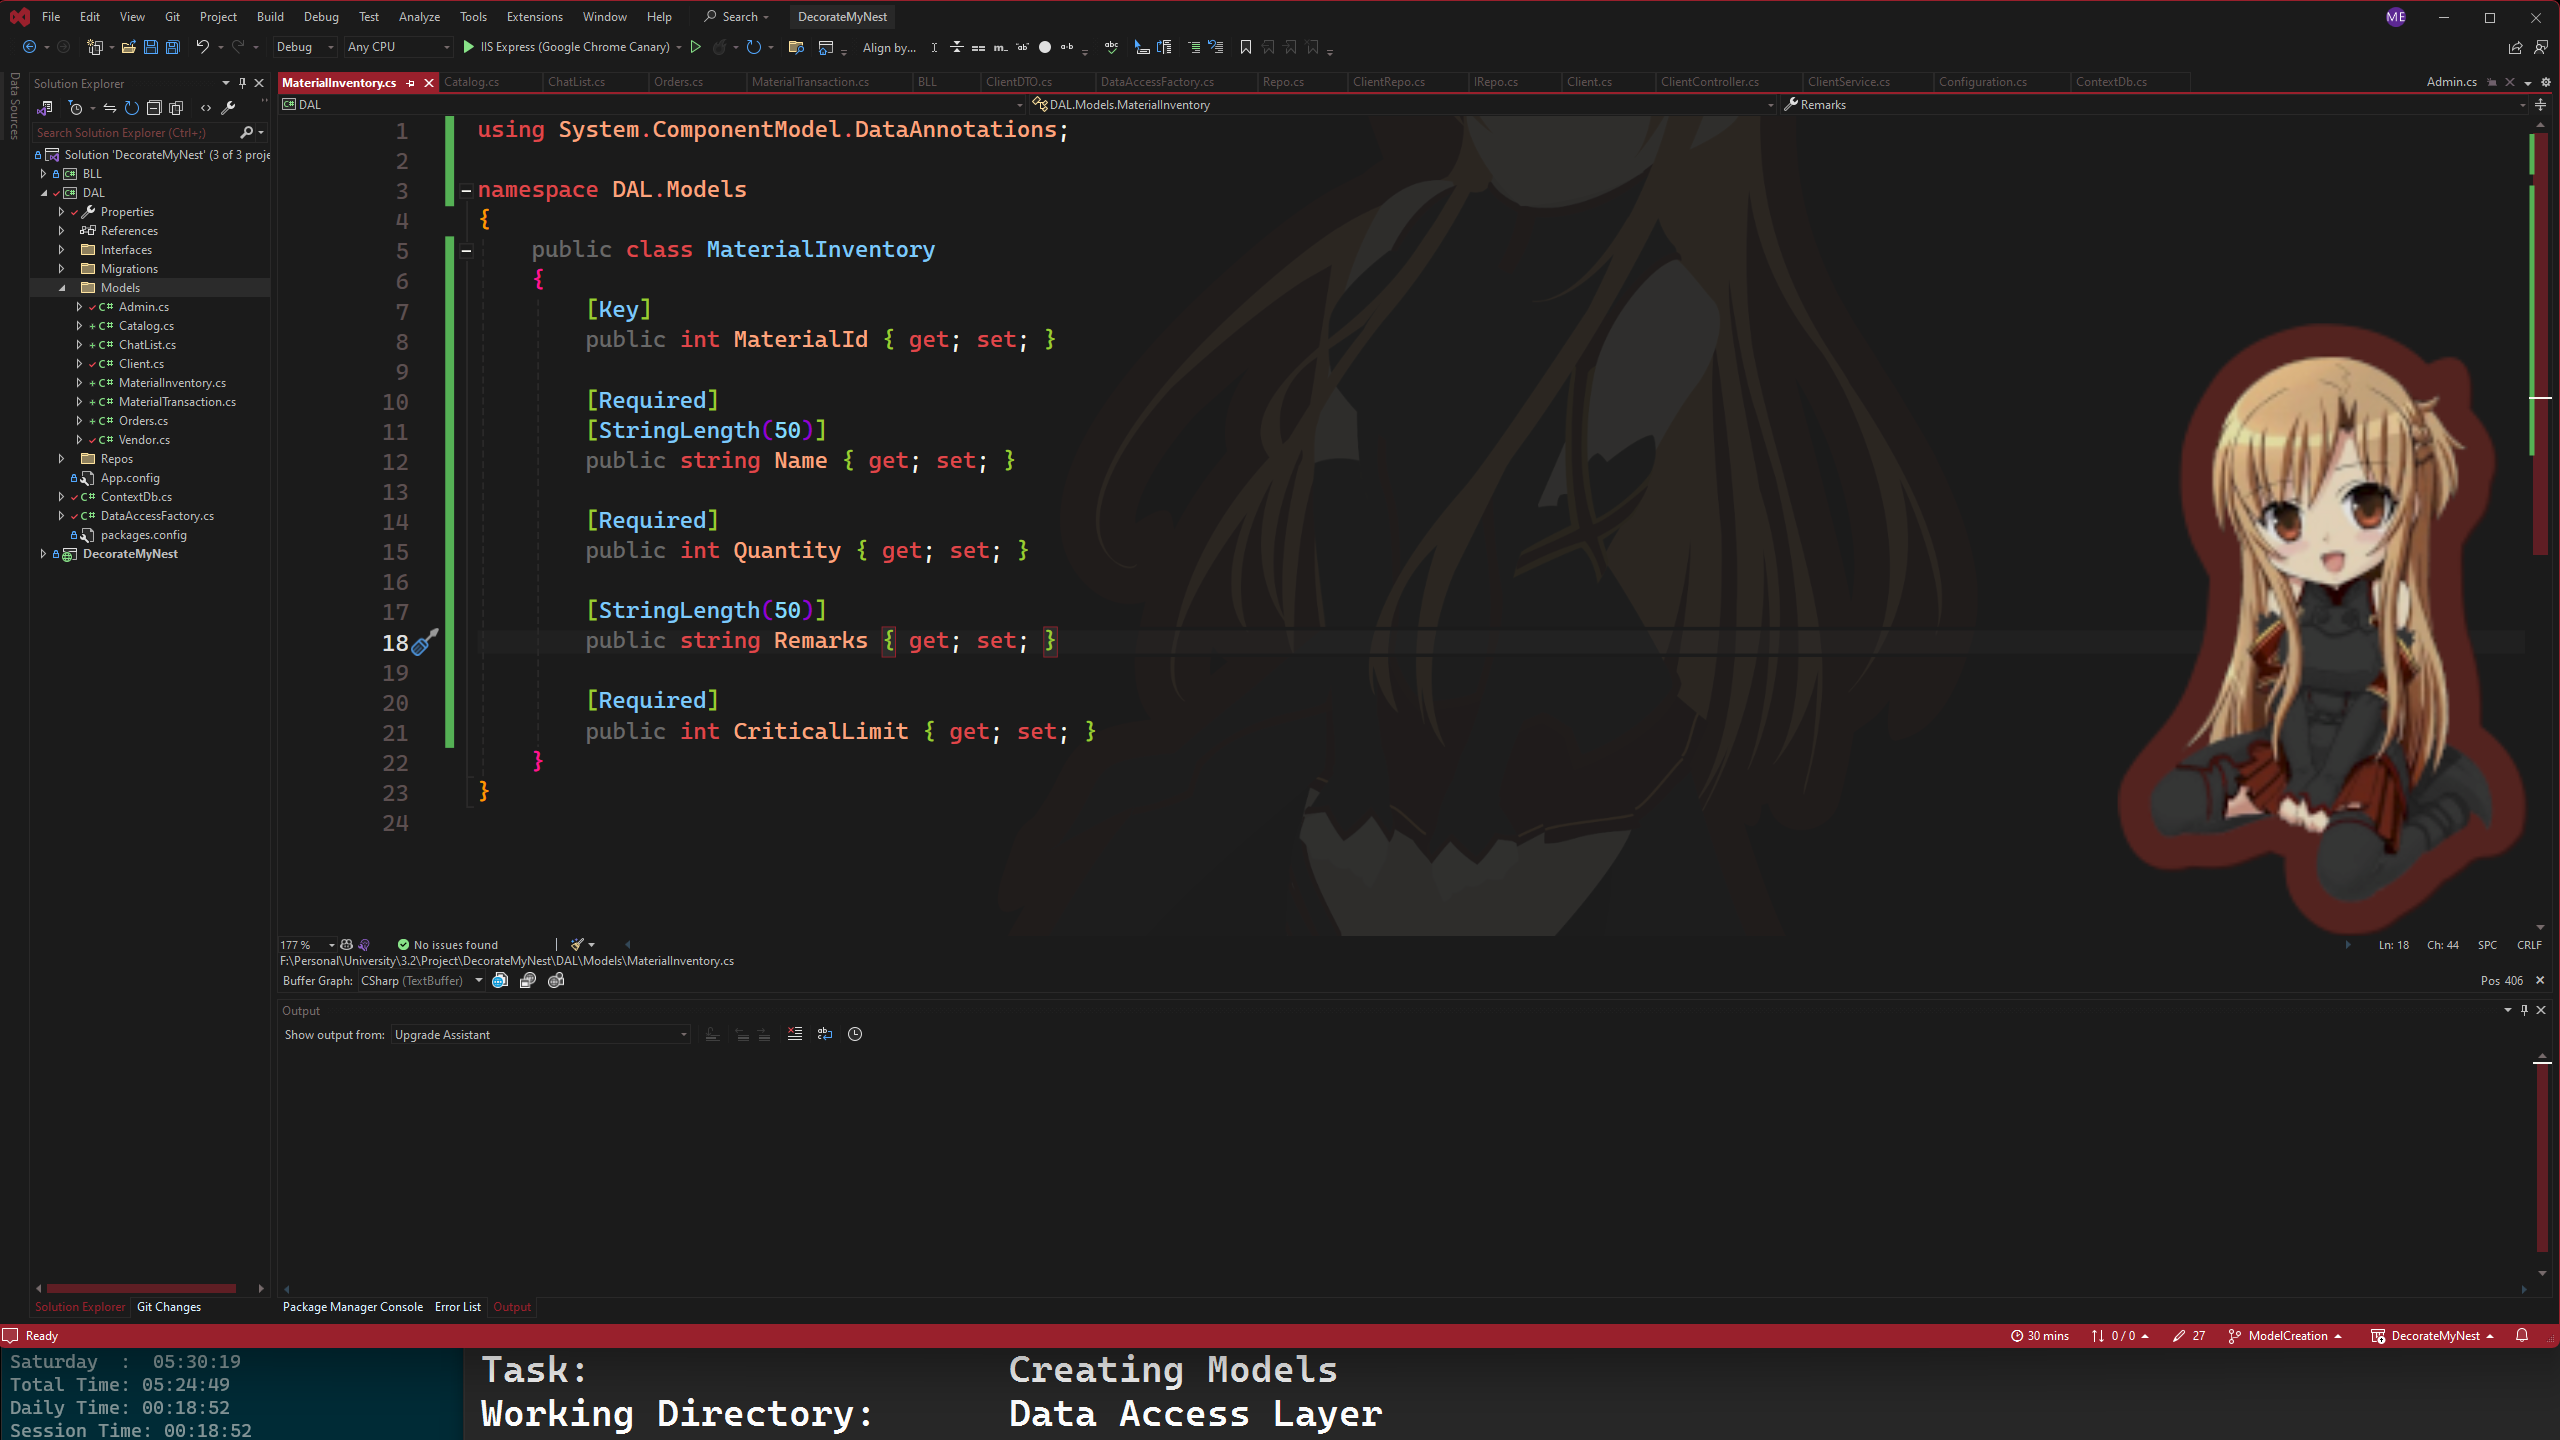 File Edit View Git Project Build Debug Test Analyze Tools Extensions Window Help Search DecorateMyNest ME
Debug Any CPU IIS Express (Google Chrome Canary) Align by...
Data Sources
Solution Explorer
Search Solution Explorer (Ctrl+;)
Solution 'DecorateMyNest' (3 of 3 proje
BLL
DAL
Properties
References
Interfaces
Migrations
Models
C# Admin.cs
C# Catalog.cs
C# ChatList.cs
C# Client.cs
C# MaterialInventory.cs
C# MaterialTransaction.cs
C# Orders.cs
C# Vendor.cs
Repos
App.config
C# ContextDb.cs
C# DataAccessFactory.cs
packages.config
DecorateMyNest
Solution Explorer Git Changes
MaterialInventory.cs Catalog.cs ChatList.cs Orders.cs MaterialTransaction.cs BLL ClientDTO.cs DataAccessFactory.cs Repo.cs ClientRepo.cs IRepo.cs Client.cs ClientController.cs ClientService.cs Configuration.cs ContextDb.cs Admin.cs
DAL DAL.Models.MaterialInventory Remarks
1 using System.ComponentModel.DataAnnotations;
2
3 namespace DAL.Models
4 {
5 public class MaterialInventory
6 {
7 [Key]
8 public int MaterialId { get; set; }
9
10 [Required]
11 [StringLength(50)]
12 public string Name { get; set; }
13
14 [Required]
15 public int Quantity { get; set; }
16
17 [StringLength(50)]
18 public string Remarks { get; set; }
19
20 [Required]
21 public int CriticalLimit { get; set; }
22 }
23 }
24
177 % No issues found Ln: 18 Ch: 44 SPC CRLF
F:\Personal\University\3.2\Project\DecorateMyNest\DAL\Models\MaterialInventory.cs
Buffer Graph: CSharp (TextBuffer) Pos 406
Output
Show output from: Upgrade Assistant
Package Manager Console Error List Output
Ready 30 mins 0 / 0 27 ModelCreation DecorateMyNest
Saturday : 05:30:19
Total Time: 05:24:49
Daily Time: 00:18:52
Session Time: 00:18:52
Task: Creating Models
Working Directory: Data Access Layer